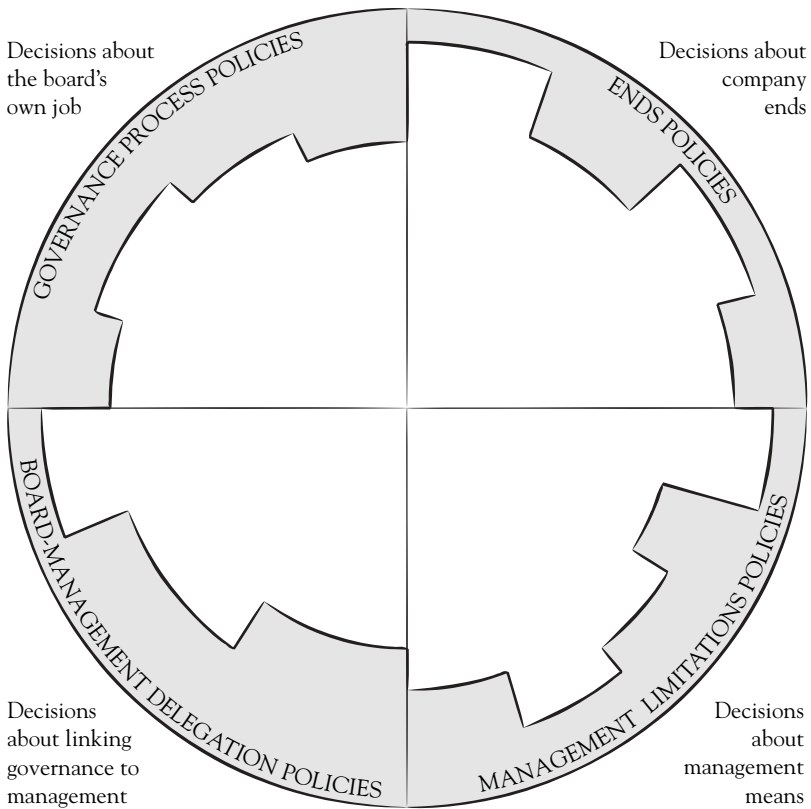 Decisions about
the board's
own job
GOVERNANCE PROCESS POLICIES
Decisions about
company
ends
ENDS POLICIES
BOARD-MANAGEMENT DELEGATION POLICIES
Decisions
about linking
governance to
management
MANAGEMENT LIMITATIONS POLICIES
Decisions
about
management
means